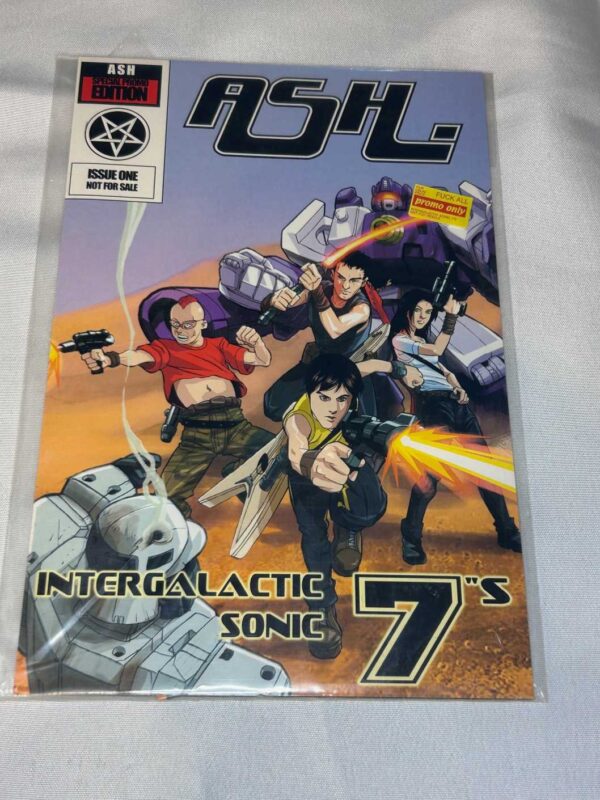 ASH
SPECIAL PROMO
EDITION
ISSUE ONE
NOT FOR SALE
ASH.
FUCK ALL
promo only
INTERGALACTIC
SONIC
7"S